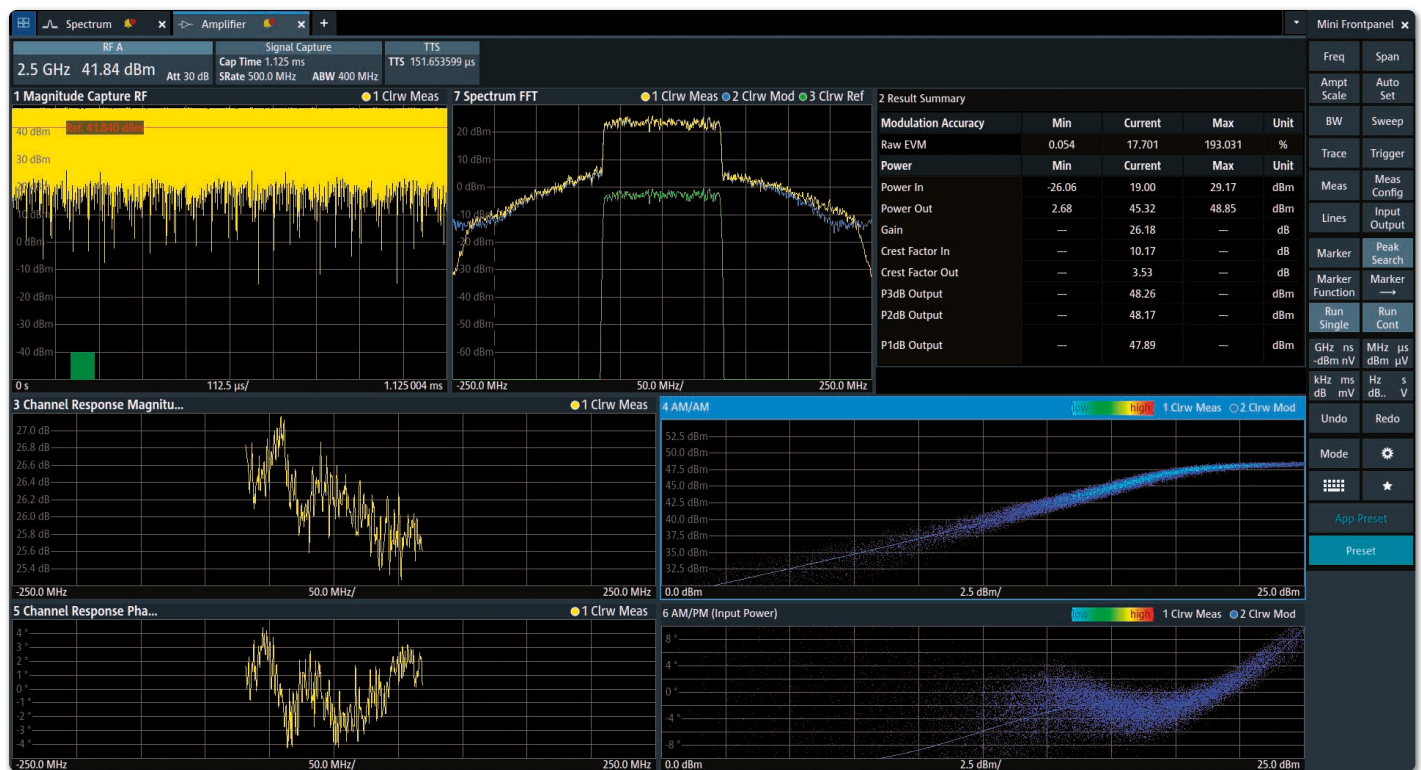 Spectrum Amplifier + Mini Frontpanel ×
RF A
2.5 GHz 41.84 dBm Att 30 dB
Signal Capture
Cap Time 1.125 ms
SRate 500.0 MHz ABW 400 MHz
TTS
TTS 151.653599 µs
1 Magnitude Capture RF 1 Clrw Meas
40 dBm
Ref. 41.840 dBm
30 dBm
0 dBm
-10 dBm
-20 dBm
-30 dBm
-40 dBm
0 s 112.5 µs/ 1.125 004 ms
7 Spectrum FFT 1 Clrw Meas 2 Clrw Mod 3 Clrw Ref
20 dBm
10 dBm
0 dBm
-10 dBm
-20 dBm
-30 dBm
-50 dBm
-60 dBm
-250.0 MHz 50.0 MHz/ 250.0 MHz
2 Result Summary
Modulation Accuracy Min Current Max Unit
Raw EVM 0.054 17.701 193.031 %
Power Min Current Max Unit
Power In -26.06 19.00 29.17 dBm
Power Out 2.68 45.32 48.85 dBm
Gain --- 26.18 --- dB
Crest Factor In --- 10.17 --- dB
Crest Factor Out --- 3.53 --- dB
P3dB Output --- 48.26 --- dBm
P2dB Output --- 48.17 --- dBm
P1dB Output --- 47.89 --- dBm
3 Channel Response Magnitu... 1 Clrw Meas
27.0 dB
26.8 dB
26.6 dB
26.4 dB
26.2 dB
26.0 dB
25.8 dB
25.6 dB
25.4 dB
-250.0 MHz 50.0 MHz/ 250.0 MHz
4 AM/AM low high 1 Clrw Meas 2 Clrw Mod
52.5 dBm
50.0 dBm
47.5 dBm
45.0 dBm
42.5 dBm
40.0 dBm
37.5 dBm
35.0 dBm
32.5 dBm
0.0 dBm 2.5 dBm/ 25.0 dBm
5 Channel Response Pha... 1 Clrw Meas
4 °
3 °
2 °
1 °
0 °
-1 °
-2 °
-3 °
-4 °
-250.0 MHz 50.0 MHz/ 250.0 MHz
6 AM/PM (Input Power) low high 1 Clrw Meas 2 Clrw Mod
8 °
4 °
0 °
-4 °
-8 °
0.0 dBm 2.5 dBm/ 25.0 dBm
Freq Span
Ampt Scale Auto Set
BW Sweep
Trace Trigger
Meas Meas Config
Lines Input Output
Marker Peak Search
Marker Function Marker →
Run Single Run Cont
GHz ns MHz µs
-dBm nV dBm µV
kHz ms Hz s
dB mV dB.. V
Undo Redo
Mode
App Preset
Preset